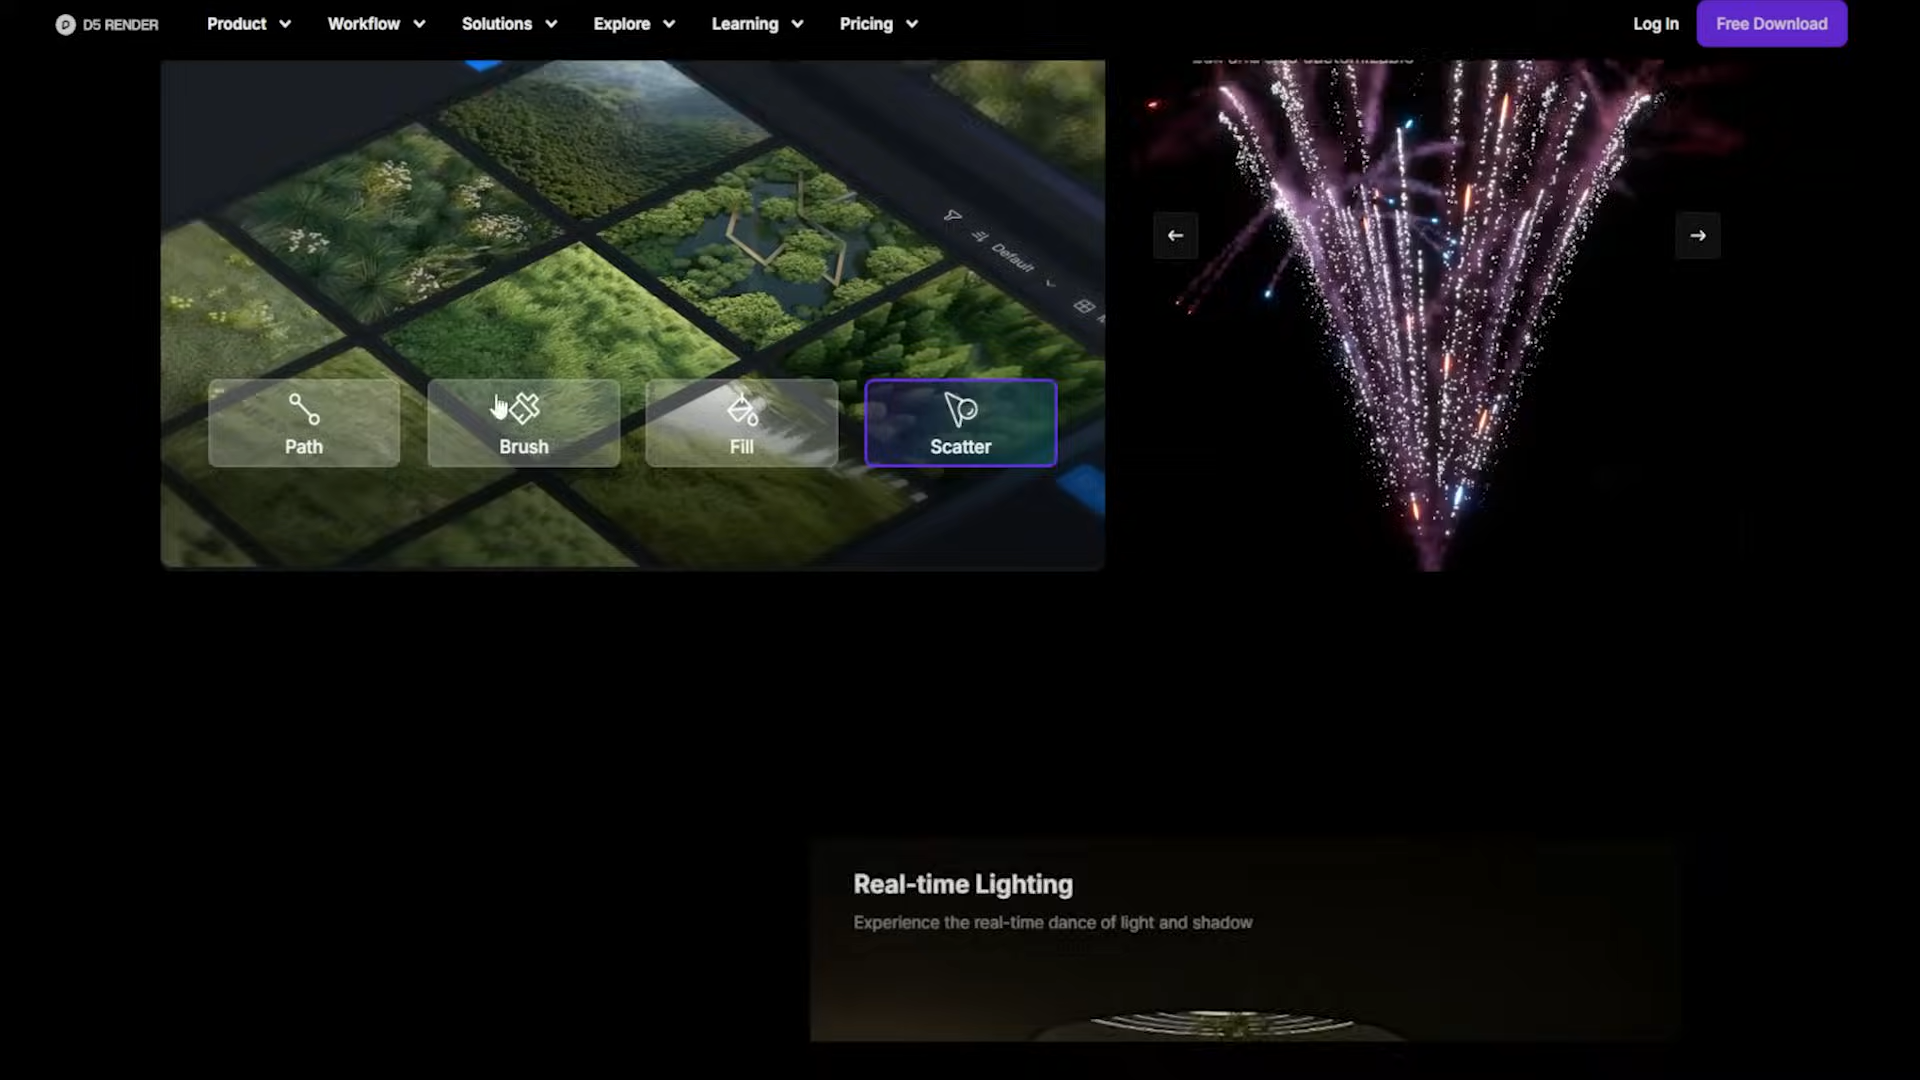 D5 RENDER
Product
Workflow
Solutions
Explore
Learning
Pricing
Log In
Free Download
Default
Path
Brush
Fill
Scatter
Real-time Lighting
Experience the real-time dance of light and shadow